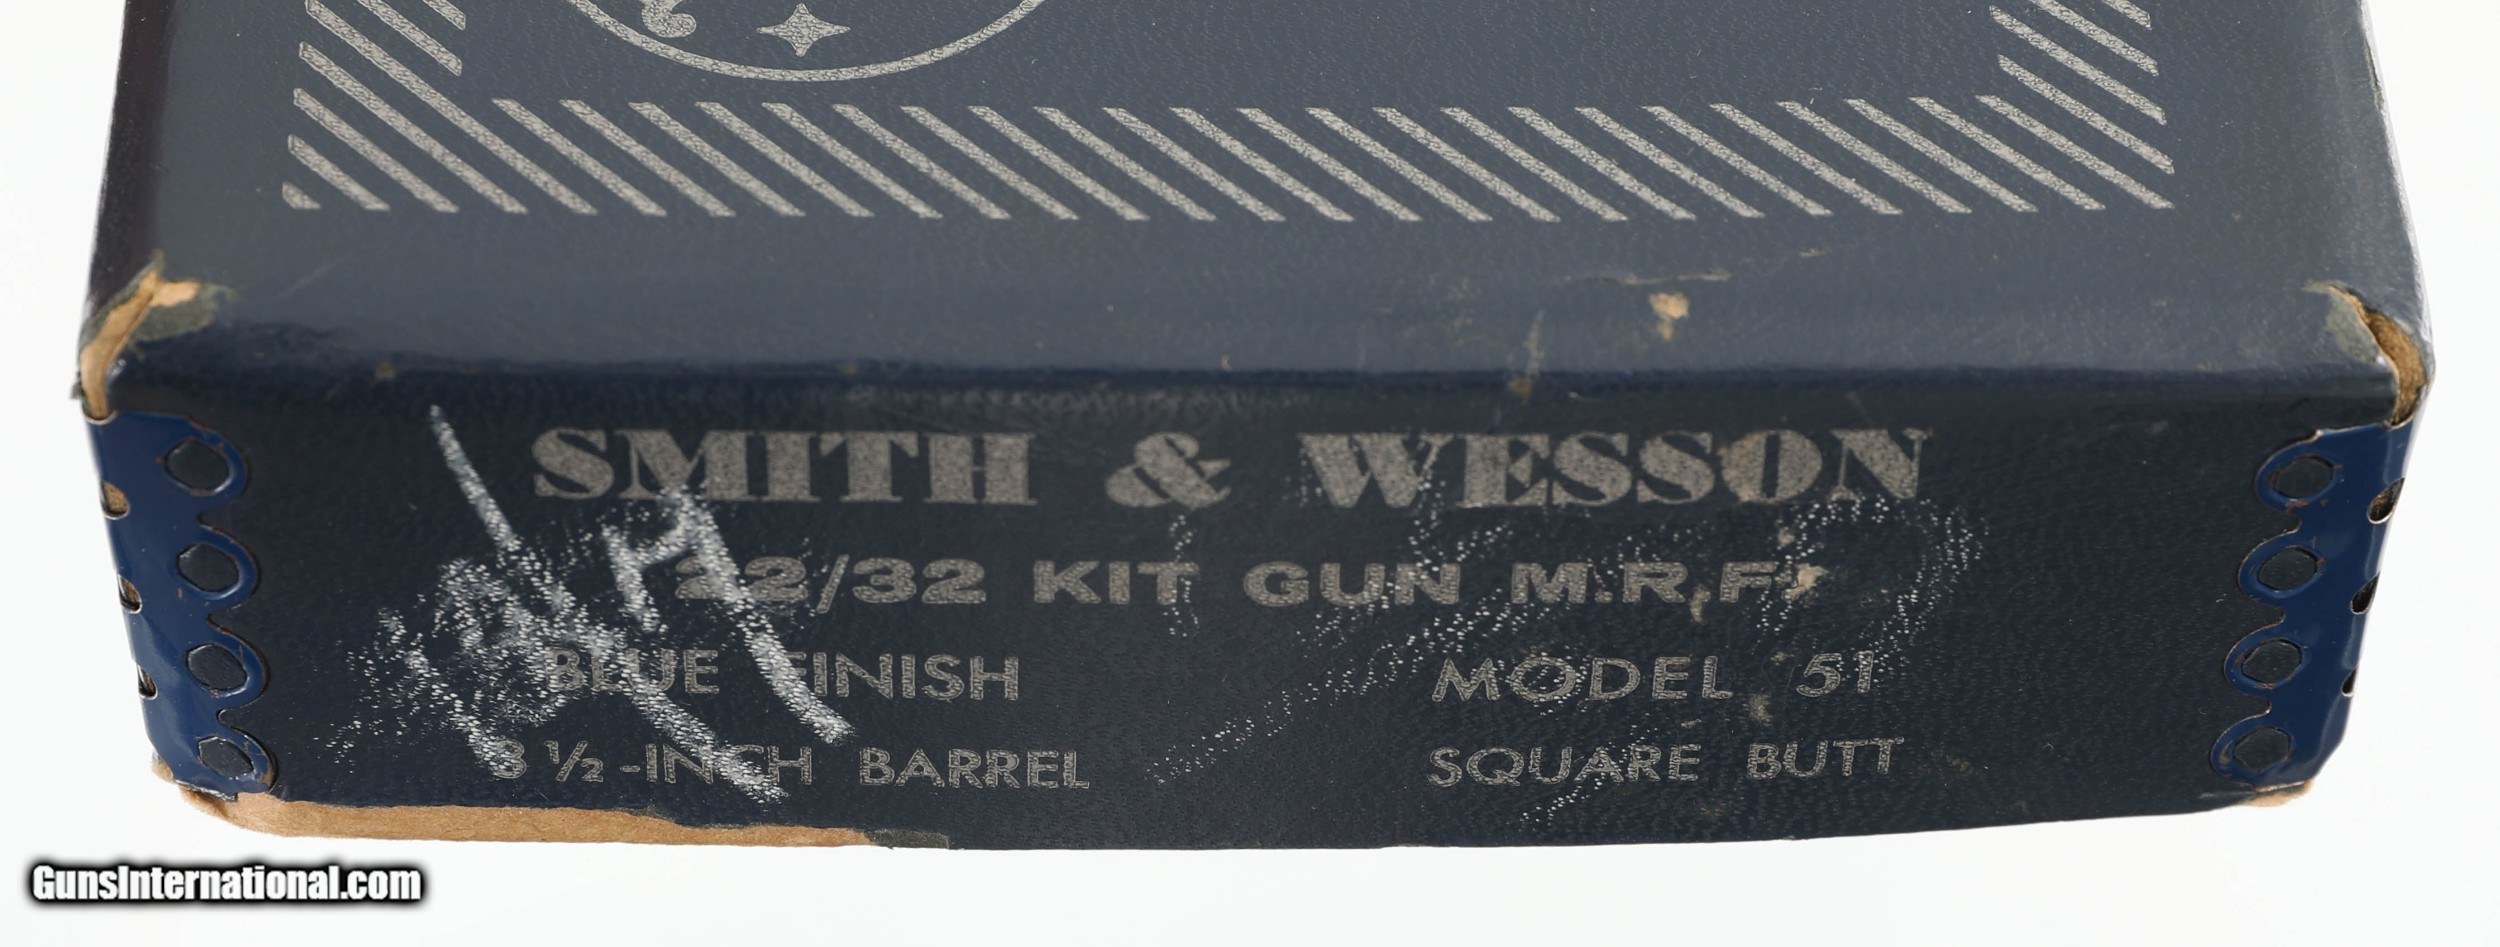 SMITH & WESSON
22/32 KIT GUN M.R.F.
BLUE FINISH MODEL 51
3 1/2-INCH BARREL SQUARE BUTT
GunsInternational.com